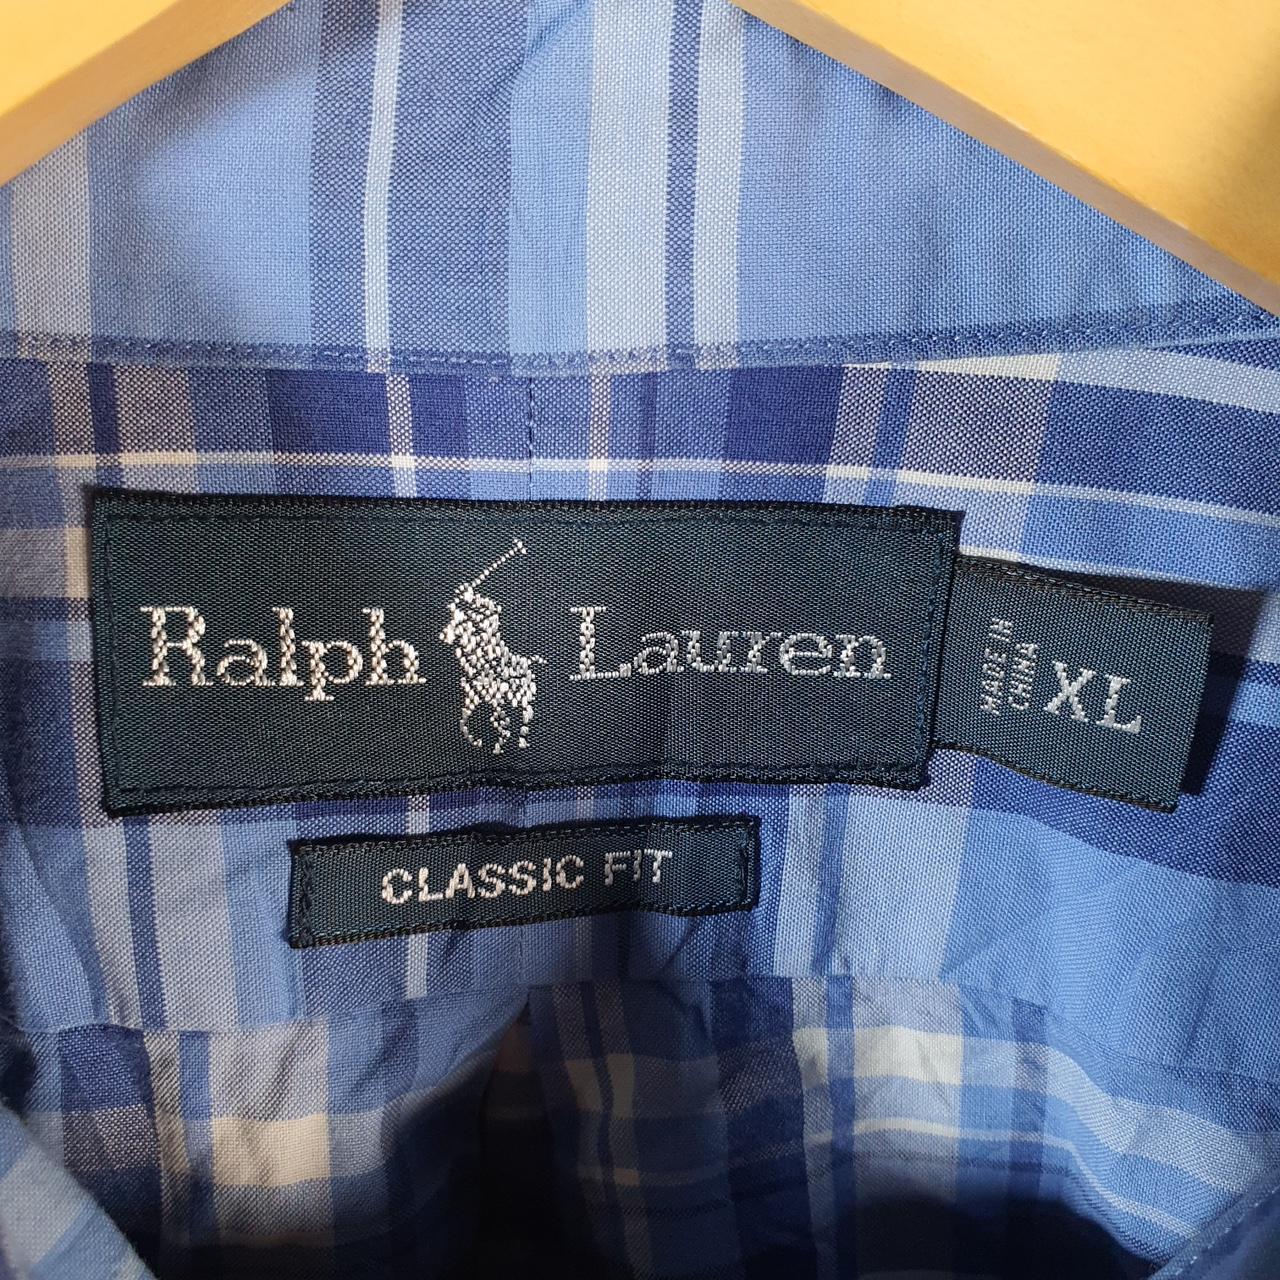 Ralph Lauren
MADE IN
CHINA
XL
CLASSIC FIT